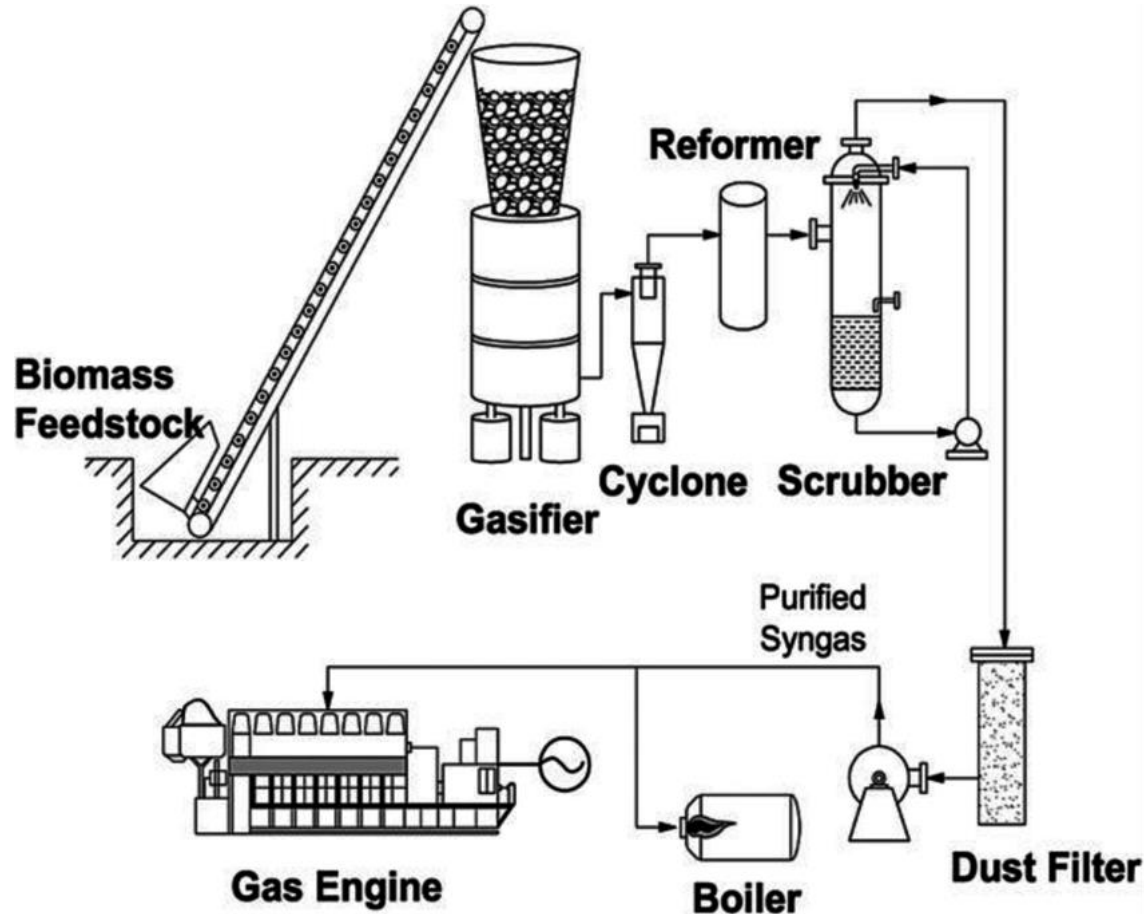 Reformer
Biomass
Feedstock
Cyclone
Scrubber
Gasifier
Purified
Syngas
Gas Engine
Boiler
Dust Filter